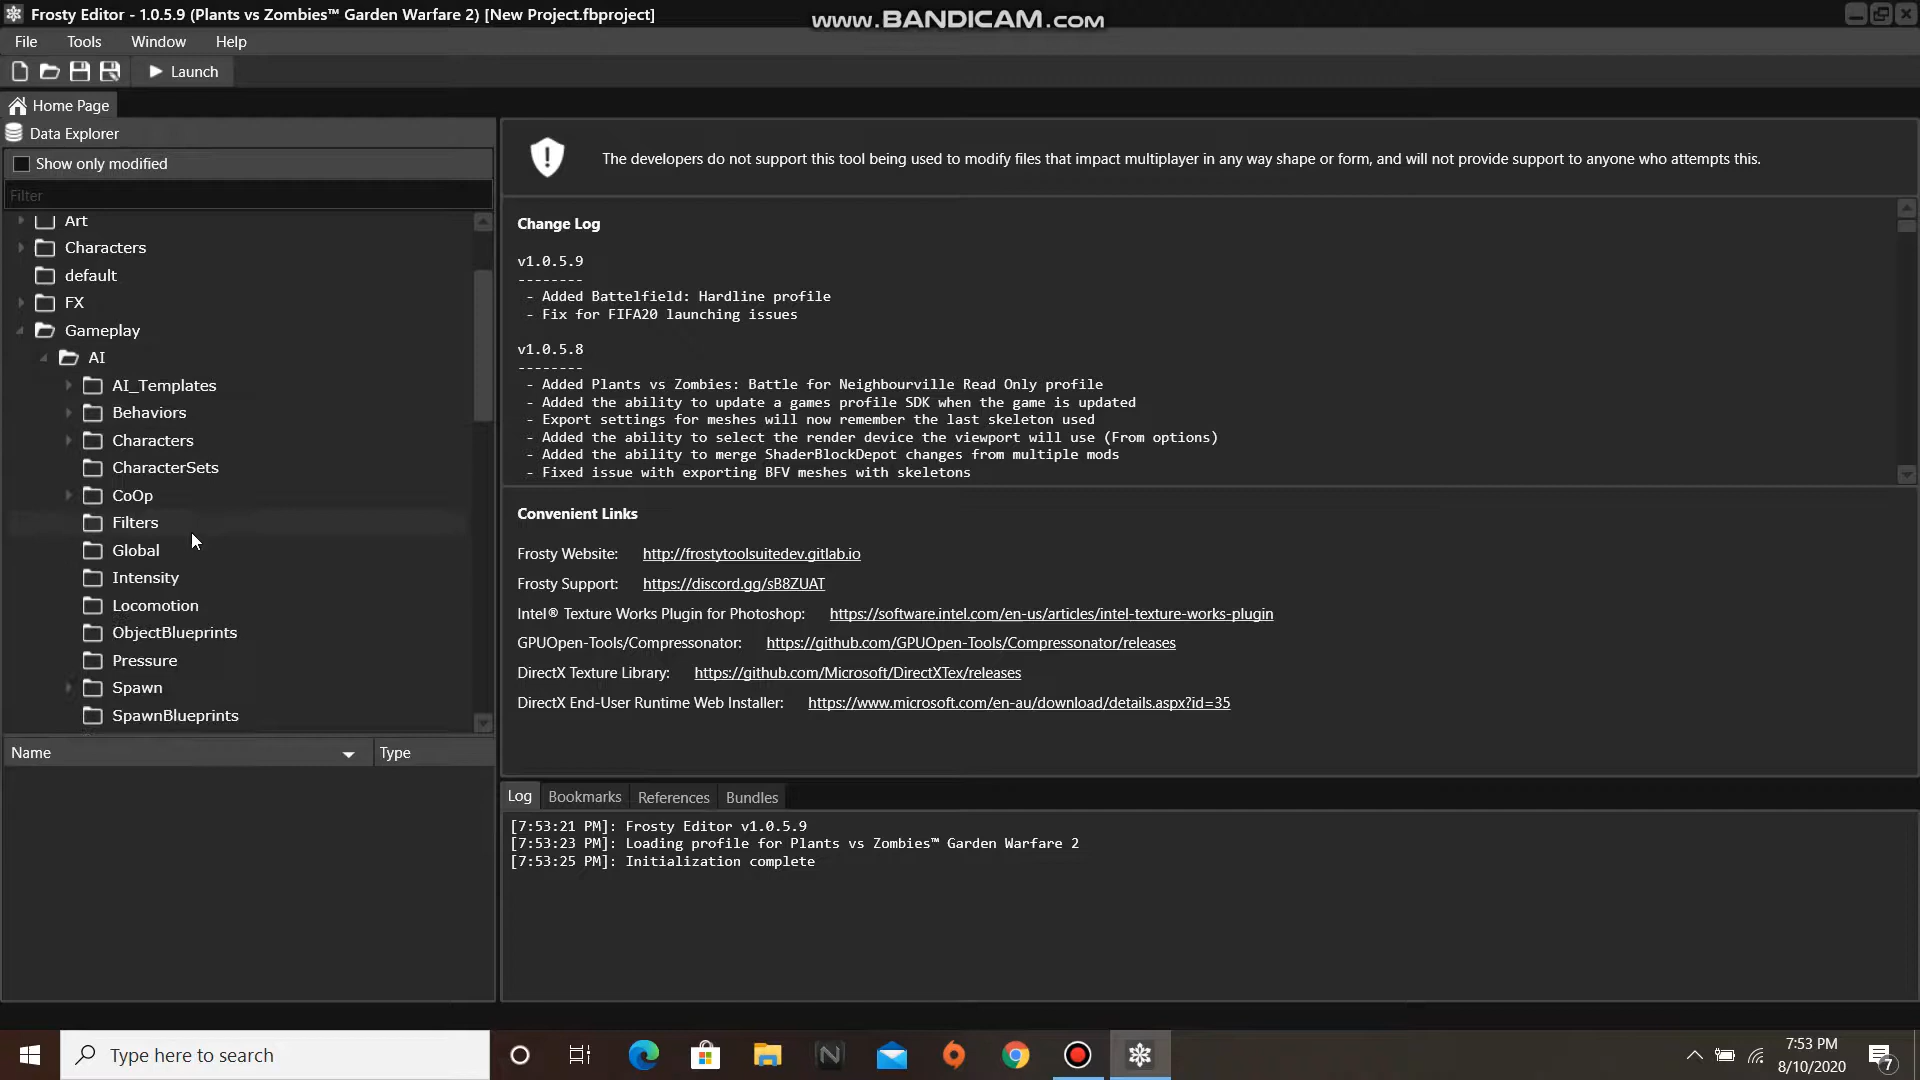 Frosty Editor - 1.0.5.9 (Plants vs Zombies™ Garden Warfare 2) [New Project.fbproject]
www.BANDICAM.com
File Tools Window Help
Launch
Home Page
Data Explorer
Show only modified
Filter
Art
Characters
default
FX
Gameplay
AI
AI_Templates
Behaviors
Characters
CharacterSets
CoOp
Filters
Global
Intensity
Locomotion
ObjectBlueprints
Pressure
Spawn
SpawnBlueprints
Name Type
The developers do not support this tool being used to modify files that impact multiplayer in any way shape or form, and will not provide support to anyone who attempts this.
Change Log
v1.0.5.9
--------
- Added Battelfield: Hardline profile
- Fix for FIFA20 launching issues
v1.0.5.8
--------
- Added Plants vs Zombies: Battle for Neighbourville Read Only profile
- Added the ability to update a games profile SDK when the game is updated
- Export settings for meshes will now remember the last skeleton used
- Added the ability to select the render device the viewport will use (From options)
- Added the ability to merge ShaderBlockDepot changes from multiple mods
- Fixed issue with exporting BFV meshes with skeletons
Convenient Links
Frosty Website: http://frostytoolsuitedev.gitlab.io
Frosty Support: https://discord.gg/sB8ZUAT
Intel® Texture Works Plugin for Photoshop: https://software.intel.com/en-us/articles/intel-texture-works-plugin
GPUOpen-Tools/Compressonator: https://github.com/GPUOpen-Tools/Compressonator/releases
DirectX Texture Library: https://github.com/Microsoft/DirectXTex/releases
DirectX End-User Runtime Web Installer: https://www.microsoft.com/en-au/download/details.aspx?id=35
Log Bookmarks References Bundles
[7:53:21 PM]: Frosty Editor v1.0.5.9
[7:53:23 PM]: Loading profile for Plants vs Zombies™ Garden Warfare 2
[7:53:25 PM]: Initialization complete
Type here to search
7:53 PM
8/10/2020
7